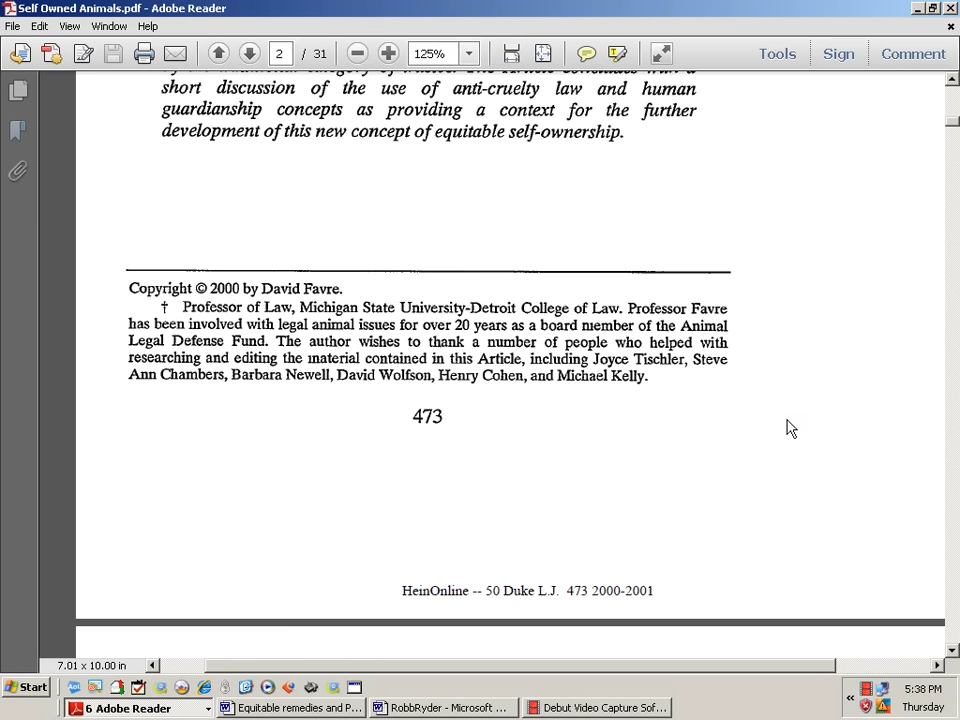 Self Owned Animals.pdf - Adobe Reader
File Edit View Window Help
2 / 31 125% Tools Sign Comment
short discussion of the use of anti-cruelty law and human
guardianship concepts as providing a context for the further
development of this new concept of equitable self-ownership.
Copyright © 2000 by David Favre.
† Professor of Law, Michigan State University-Detroit College of Law. Professor Favre
has been involved with legal animal issues for over 20 years as a board member of the Animal
Legal Defense Fund. The author wishes to thank a number of people who helped with
researching and editing the material contained in this Article, including Joyce Tischler, Steve
Ann Chambers, Barbara Newell, David Wolfson, Henry Cohen, and Michael Kelly.
473
HeinOnline -- 50 Duke L.J. 473 2000-2001
7.01 x 10.00 in
Start
5:38 PM
6 Adobe Reader Equitable remedies and P... RobbRyder - Microsoft ... Debut Video Capture Sof... Thursday